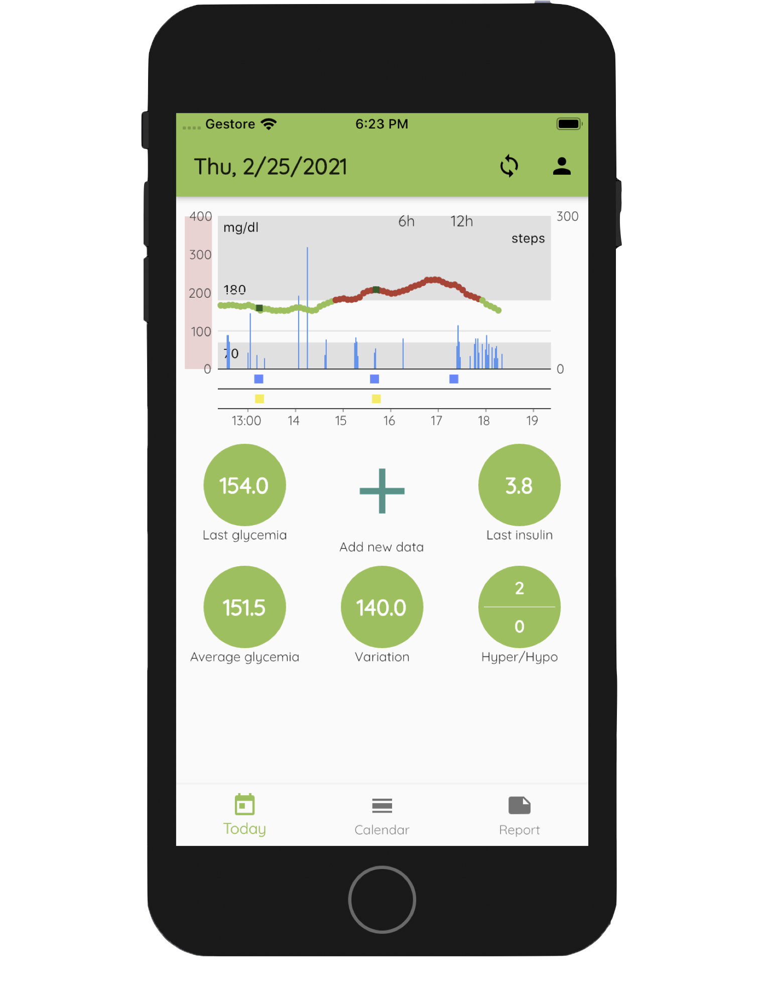 Gestore 6:23 PM
Thu, 2/25/2021
400 6h 12h 300
mg/dl
steps
300
180
200
100
70
0 0
13:00 14 15 16 17 18 19
154.0 3.8
Last glycemia Last insulin
Add new data
151.5 140.0 2
0
Average glycemia Variation Hyper/Hypo
Today Calendar Report